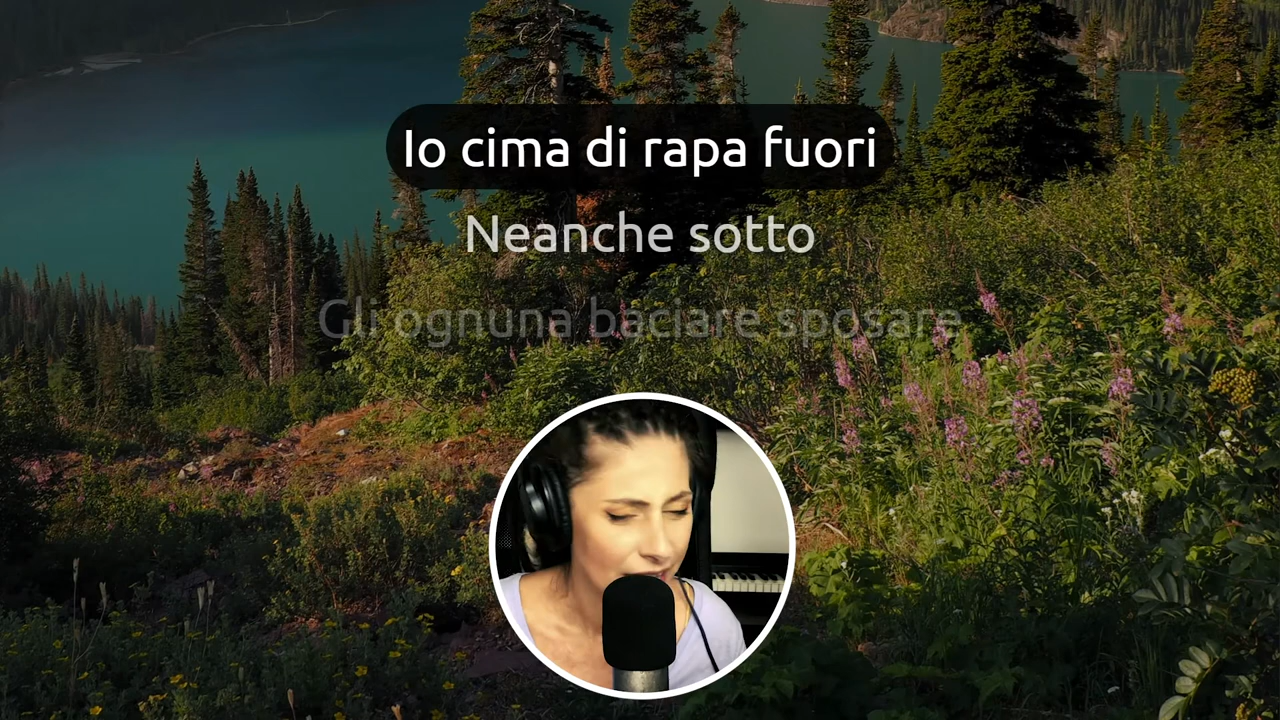 Io cima di rapa fuori
Neanche sotto
Gli ognuna baciare sposare